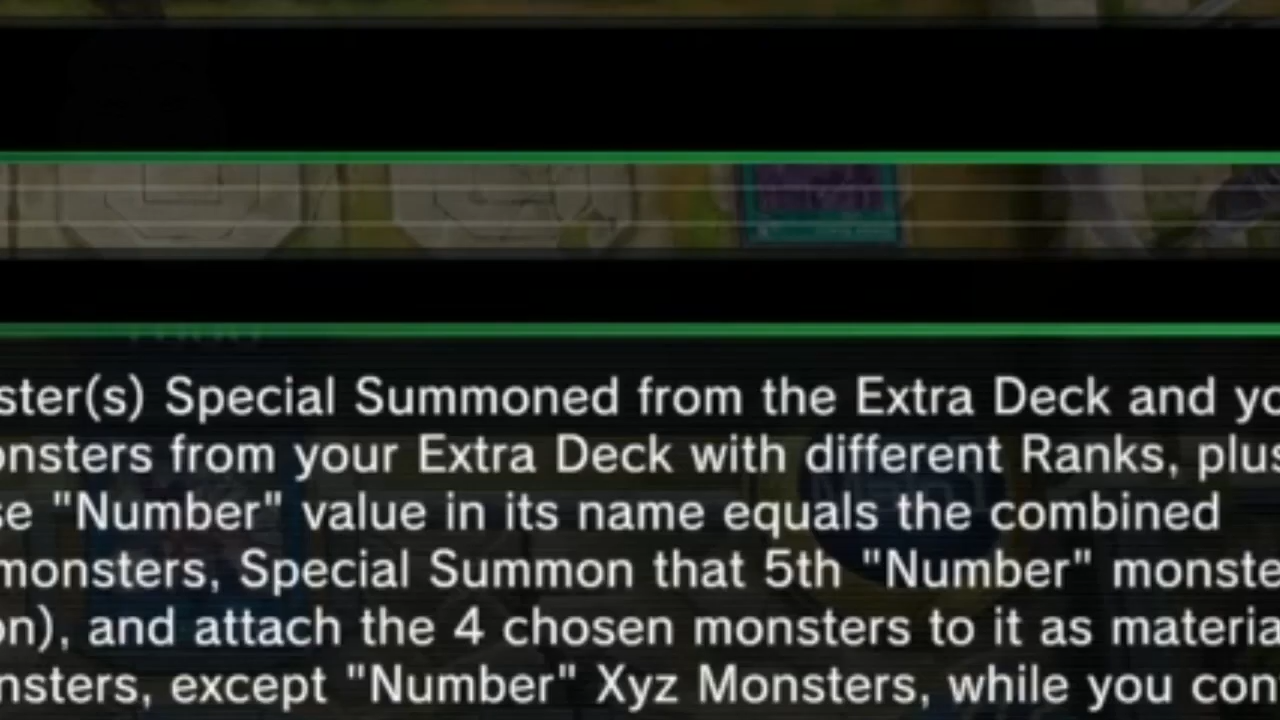 ster(s) Special Summoned from the Extra Deck and yo
onsters from your Extra Deck with different Ranks, plus
se "Number" value in its name equals the combined
monsters, Special Summon that 5th "Number" monste
on), and attach the 4 chosen monsters to it as materia
nsters, except "Number" Xyz Monsters, while you con